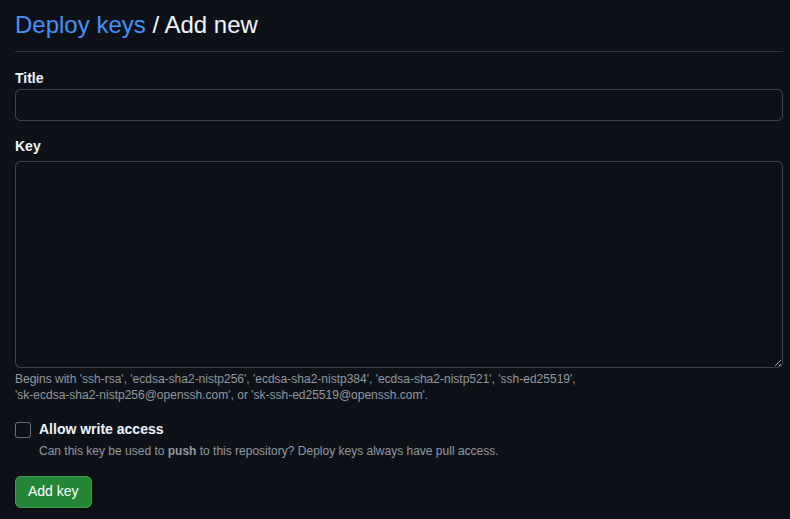 Deploy keys / Add new
Title
Key
Begins with 'ssh-rsa', 'ecdsa-sha2-nistp256', 'ecdsa-sha2-nistp384', 'ecdsa-sha2-nistp521', 'ssh-ed25519',
'sk-ecdsa-sha2-nistp256@openssh.com', or 'sk-ssh-ed25519@openssh.com'.
Allow write access
Can this key be used to push to this repository? Deploy keys always have pull access.
Add key